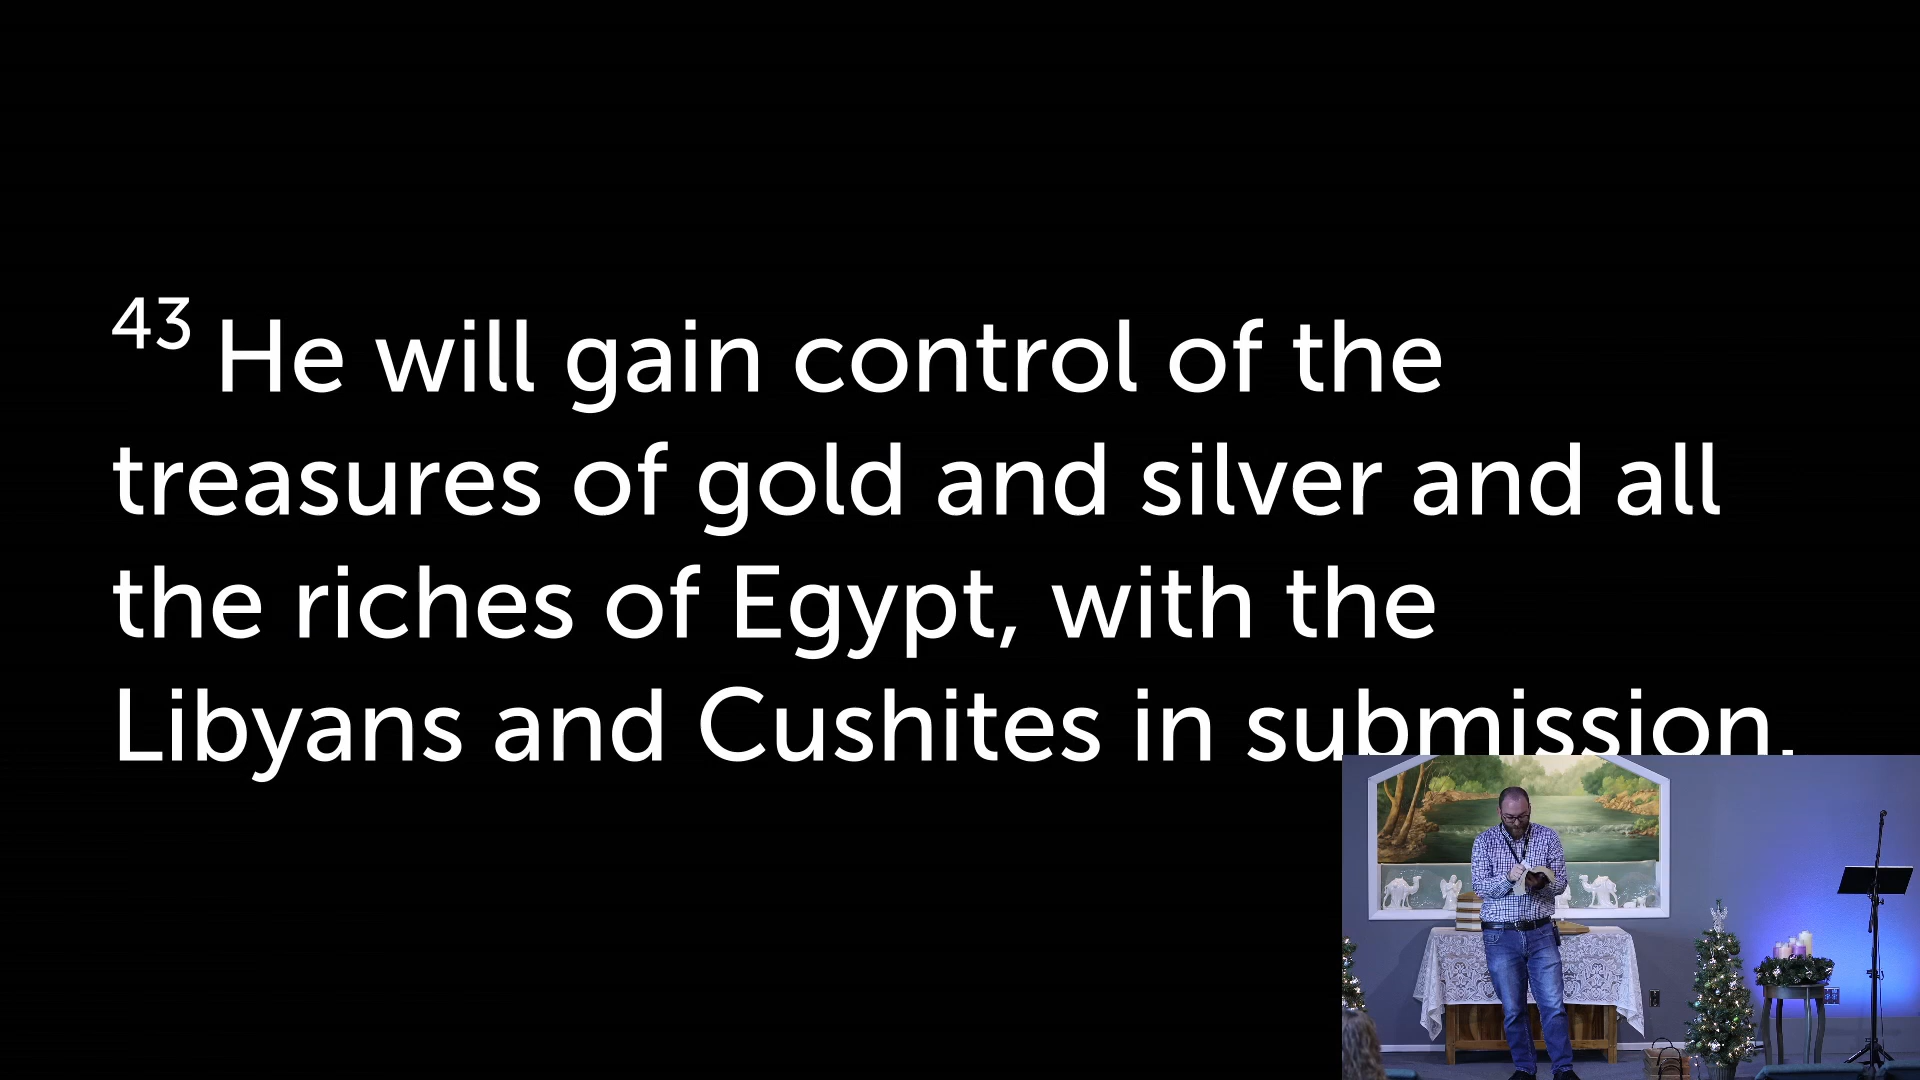 43 He will gain control of the
treasures of gold and silver and all
the riches of Egypt, with the
Libyans and Cushites in submission.